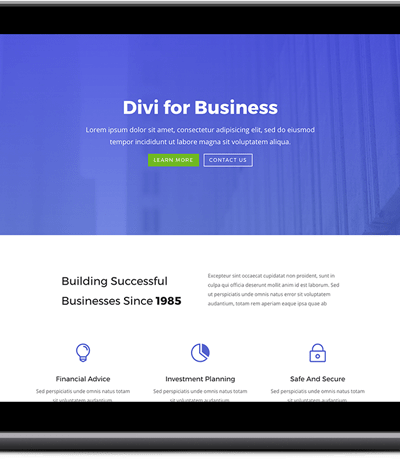 Divi for Business
Lorem ipsum dolor sit amet, consectetur adipisicing elit, sed do eiusmod
tempor incididunt ut labore magna sit voluptatem aliqua.
LEARN MORE CONTACT US
Building Successful
Businesses Since 1985
Excepteur sint occaecat cupidatat non proident, sunt in
culpa qui officia deserunt mollit anim id est laborum. Sed
ut perspiciatis unde omnis natus error sit voluptatem
audantium, totam rem aperiam eaque ipsa quae ab
Financial Advice
Sed perspiciatis unde omnis natus totam
sit voluptatem audantium
Investment Planning
Sed perspiciatis unde omnis natus totam
sit voluptatem audantium
Safe And Secure
Sed perspiciatis unde omnis natus totam
sit voluptatem audantium